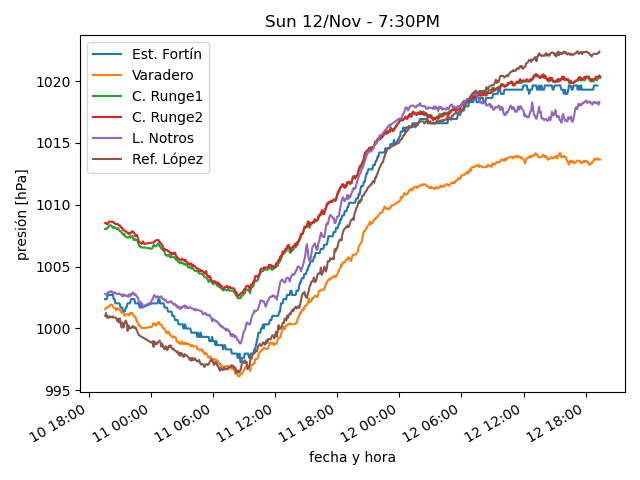 Sun 12/Nov - 7:30PM
Est. Fortín
Varadero
C. Runge1
C. Runge2
L. Notros
Ref. López
presión [hPa]
1020
1015
1010
1005
1000
995
10 18:00
11 00:00
11 06:00
11 12:00
11 18:00
12 00:00
12 06:00
12 12:00
12 18:00
fecha y hora